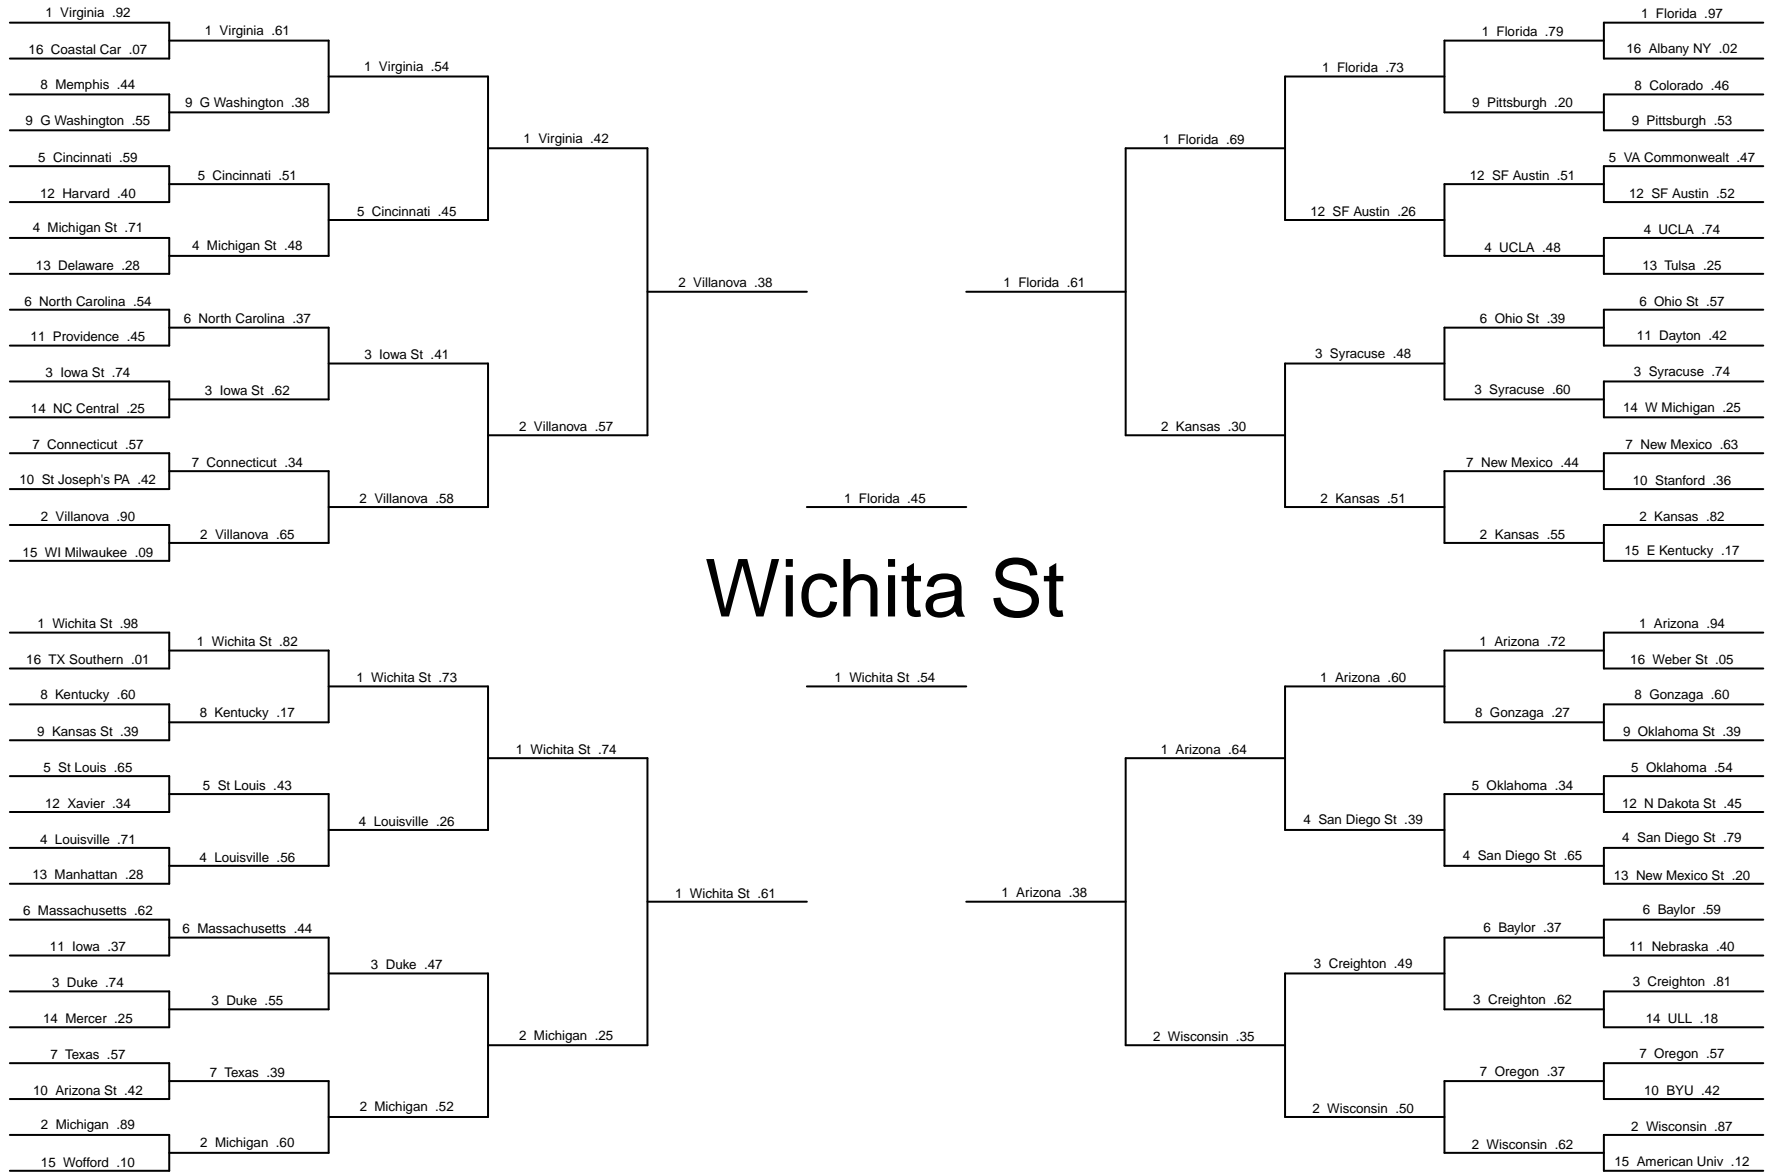 1 Virginia .92
16 Coastal Car .07
8 Memphis .44
9 G Washington .55
5 Cincinnati .59
12 Harvard .40
4 Michigan St .71
13 Delaware .28
6 North Carolina .54
11 Providence .45
3 Iowa St .74
14 NC Central .25
7 Connecticut .57
10 St Joseph's PA .42
2 Villanova .90
15 WI Milwaukee .09
1 Virginia .61
9 G Washington .38
5 Cincinnati .51
4 Michigan St .48
6 North Carolina .37
3 Iowa St .62
7 Connecticut .34
2 Villanova .65
1 Virginia .54
5 Cincinnati .45
3 Iowa St .41
2 Villanova .58
1 Virginia .42
2 Villanova .57
2 Villanova .38
1 Florida .45
1 Florida .61
1 Florida .69
2 Kansas .30
1 Florida .73
12 SF Austin .26
3 Syracuse .48
2 Kansas .51
1 Florida .79
9 Pittsburgh .20
12 SF Austin .51
4 UCLA .48
6 Ohio St .39
3 Syracuse .60
7 New Mexico .44
2 Kansas .55
1 Florida .97
16 Albany NY .02
8 Colorado .46
9 Pittsburgh .53
5 VA Commonwealt .47
12 SF Austin .52
4 UCLA .74
13 Tulsa .25
6 Ohio St .57
11 Dayton .42
3 Syracuse .74
14 W Michigan .25
7 New Mexico .63
10 Stanford .36
2 Kansas .82
15 E Kentucky .17
Wichita St
1 Wichita St .98
16 TX Southern .01
8 Kentucky .60
9 Kansas St .39
5 St Louis .65
12 Xavier .34
4 Louisville .71
13 Manhattan .28
6 Massachusetts .62
11 Iowa .37
3 Duke .74
14 Mercer .25
7 Texas .57
10 Arizona St .42
2 Michigan .89
15 Wofford .10
1 Wichita St .82
8 Kentucky .17
5 St Louis .43
4 Louisville .56
6 Massachusetts .44
3 Duke .55
7 Texas .39
2 Michigan .60
1 Wichita St .73
4 Louisville .26
3 Duke .47
2 Michigan .52
1 Wichita St .74
2 Michigan .25
1 Wichita St .61
1 Wichita St .54
1 Arizona .38
1 Arizona .64
2 Wisconsin .35
1 Arizona .60
4 San Diego St .39
3 Creighton .49
2 Wisconsin .50
1 Arizona .72
8 Gonzaga .27
5 Oklahoma .34
4 San Diego St .65
6 Baylor .37
3 Creighton .62
7 Oregon .37
2 Wisconsin .62
1 Arizona .94
16 Weber St .05
8 Gonzaga .60
9 Oklahoma St .39
5 Oklahoma .54
12 N Dakota St .45
4 San Diego St .79
13 New Mexico St .20
6 Baylor .59
11 Nebraska .40
3 Creighton .81
14 ULL .18
7 Oregon .57
10 BYU .42
2 Wisconsin .87
15 American Univ .12